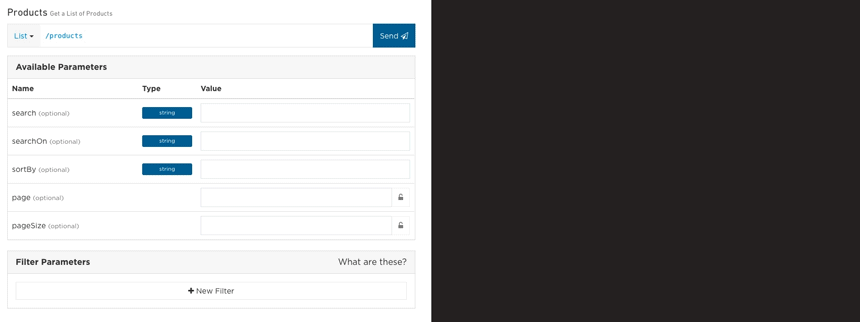 Products Get a List of Products
List /products Send
Available Parameters
Name Type Value
search (optional) string
searchOn (optional) string
sortBy (optional) string
page (optional)
pageSize (optional)
Filter Parameters What are these?
New Filter